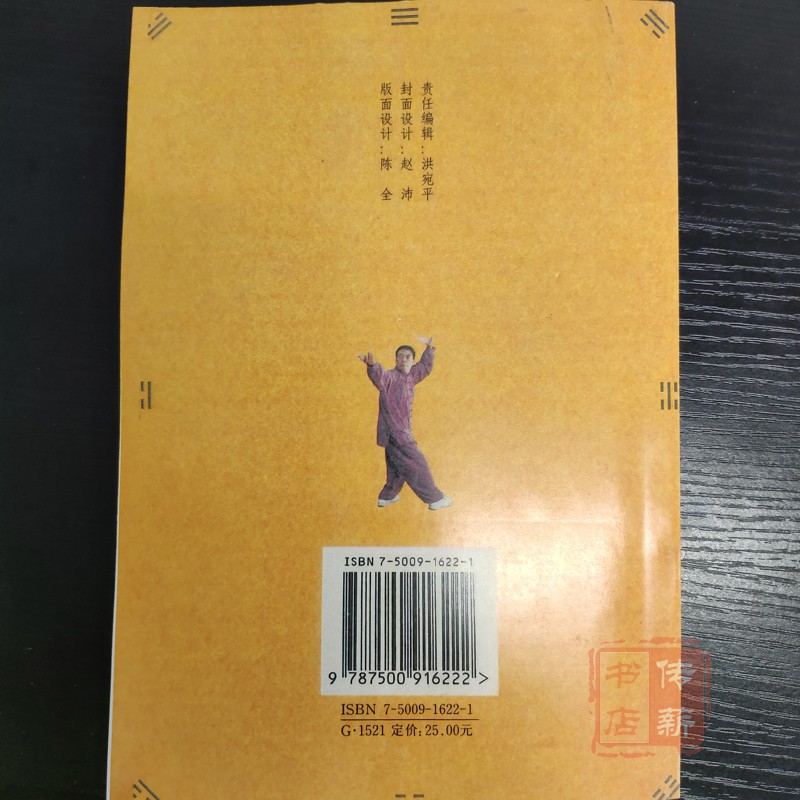 责任编辑：洪宛平
封面设计：赵 沛
版面设计：陈 全
ISBN 7-5009-1622-1
9 787500 916222 >
ISBN 7-5009-1622-1
G·1521 定价：25.00元
传新
书店